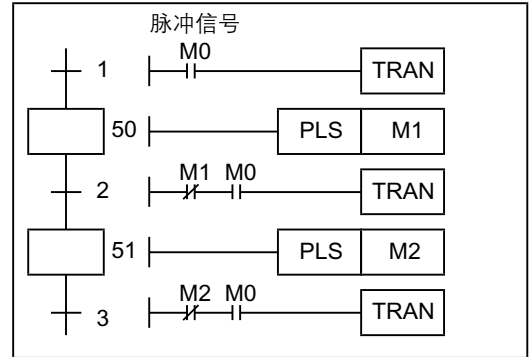 脉冲信号
M0
1 TRAN
50 PLS M1
M1 M0
2 TRAN
51 PLS M2
M2 M0
3 TRAN